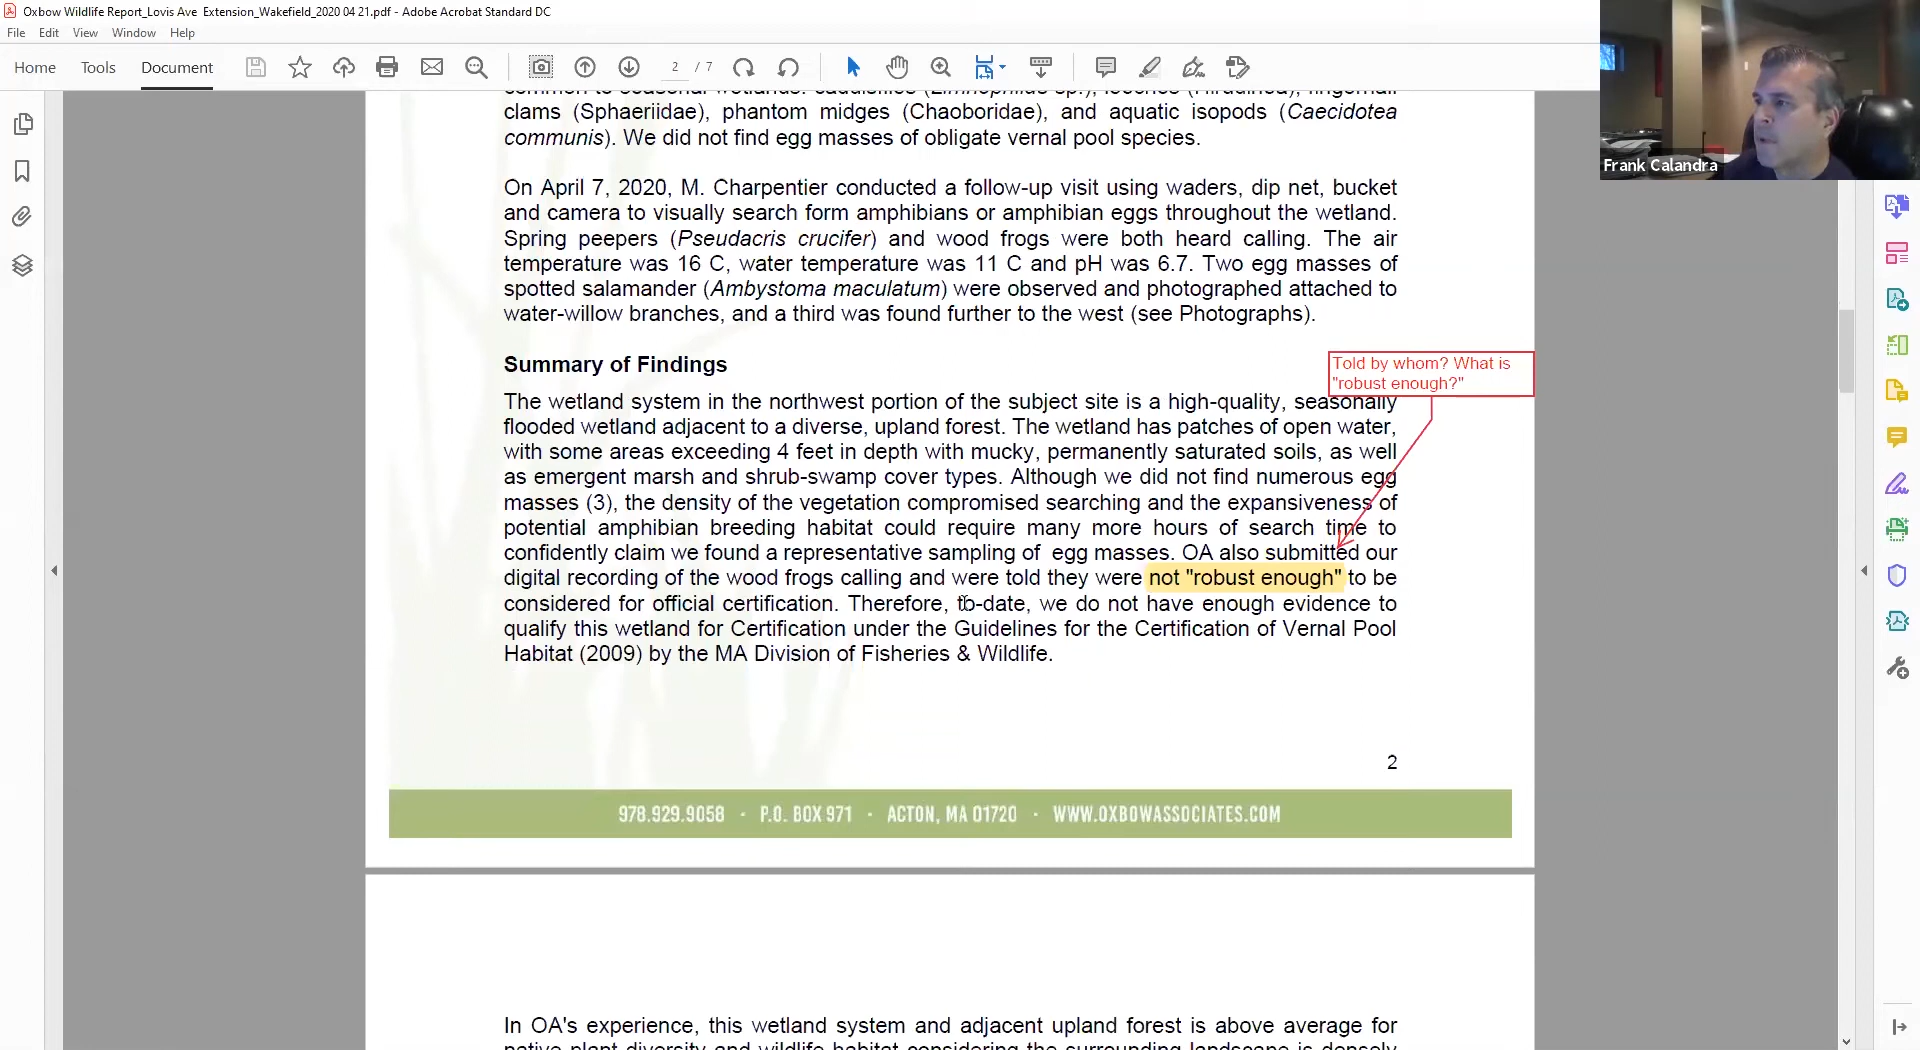 Oxbow Wildlife Report_Lovis Ave Extension_Wakefield_2020 04 21.pdf - Adobe Acrobat Standard DC
File Edit View Window Help
Home Tools Document 2 / 7
Frank Calandra
clams (Sphaeriidae), phantom midges (Chaoboridae), and aquatic isopods (Caecidotea
communis). We did not find egg masses of obligate vernal pool species.
On April 7, 2020, M. Charpentier conducted a follow-up visit using waders, dip net, bucket
and camera to visually search form amphibians or amphibian eggs throughout the wetland.
Spring peepers (Pseudacris crucifer) and wood frogs were both heard calling. The air
temperature was 16 C, water temperature was 11 C and pH was 6.7. Two egg masses of
spotted salamander (Ambystoma maculatum) were observed and photographed attached to
water-willow branches, and a third was found further to the west (see Photographs).
Summary of Findings
Told by whom? What is
"robust enough?"
The wetland system in the northwest portion of the subject site is a high-quality, seasonally
flooded wetland adjacent to a diverse, upland forest. The wetland has patches of open water,
with some areas exceeding 4 feet in depth with mucky, permanently saturated soils, as well
as emergent marsh and shrub-swamp cover types. Although we did not find numerous egg
masses (3), the density of the vegetation compromised searching and the expansiveness of
potential amphibian breeding habitat could require many more hours of search time to
confidently claim we found a representative sampling of egg masses. OA also submitted our
digital recording of the wood frogs calling and were told they were not "robust enough" to be
considered for official certification. Therefore, to-date, we do not have enough evidence to
qualify this wetland for Certification under the Guidelines for the Certification of Vernal Pool
Habitat (2009) by the MA Division of Fisheries & Wildlife.
2
978.929.9058 · P.O. BOX 971 · ACTON, MA 01720 · WWW.OXBOWASSOCIATES.COM
In OA's experience, this wetland system and adjacent upland forest is above average for
native plant diversity and wildlife habitat considering the surrounding landscape is densely